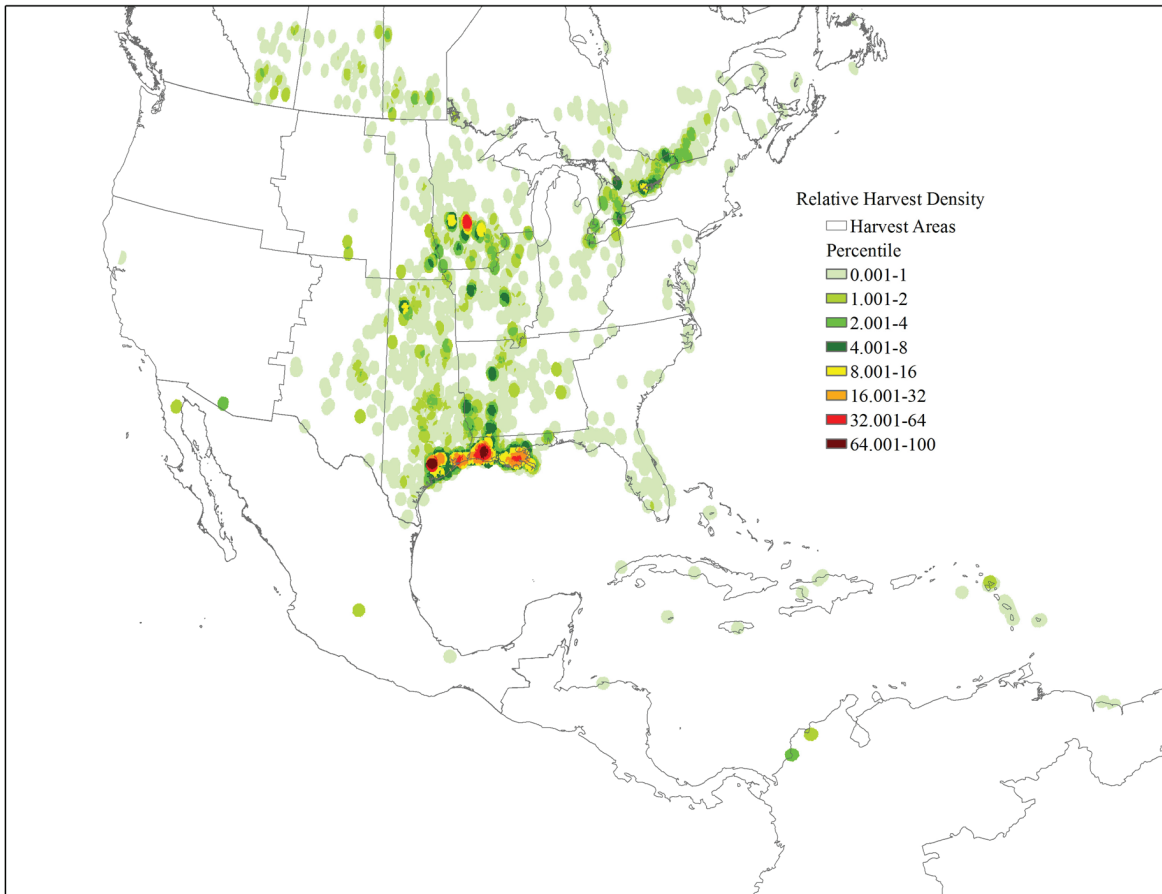 Relative Harvest Density
Harvest Areas
Percentile
0.001-1
1.001-2
2.001-4
4.001-8
8.001-16
16.001-32
32.001-64
64.001-100